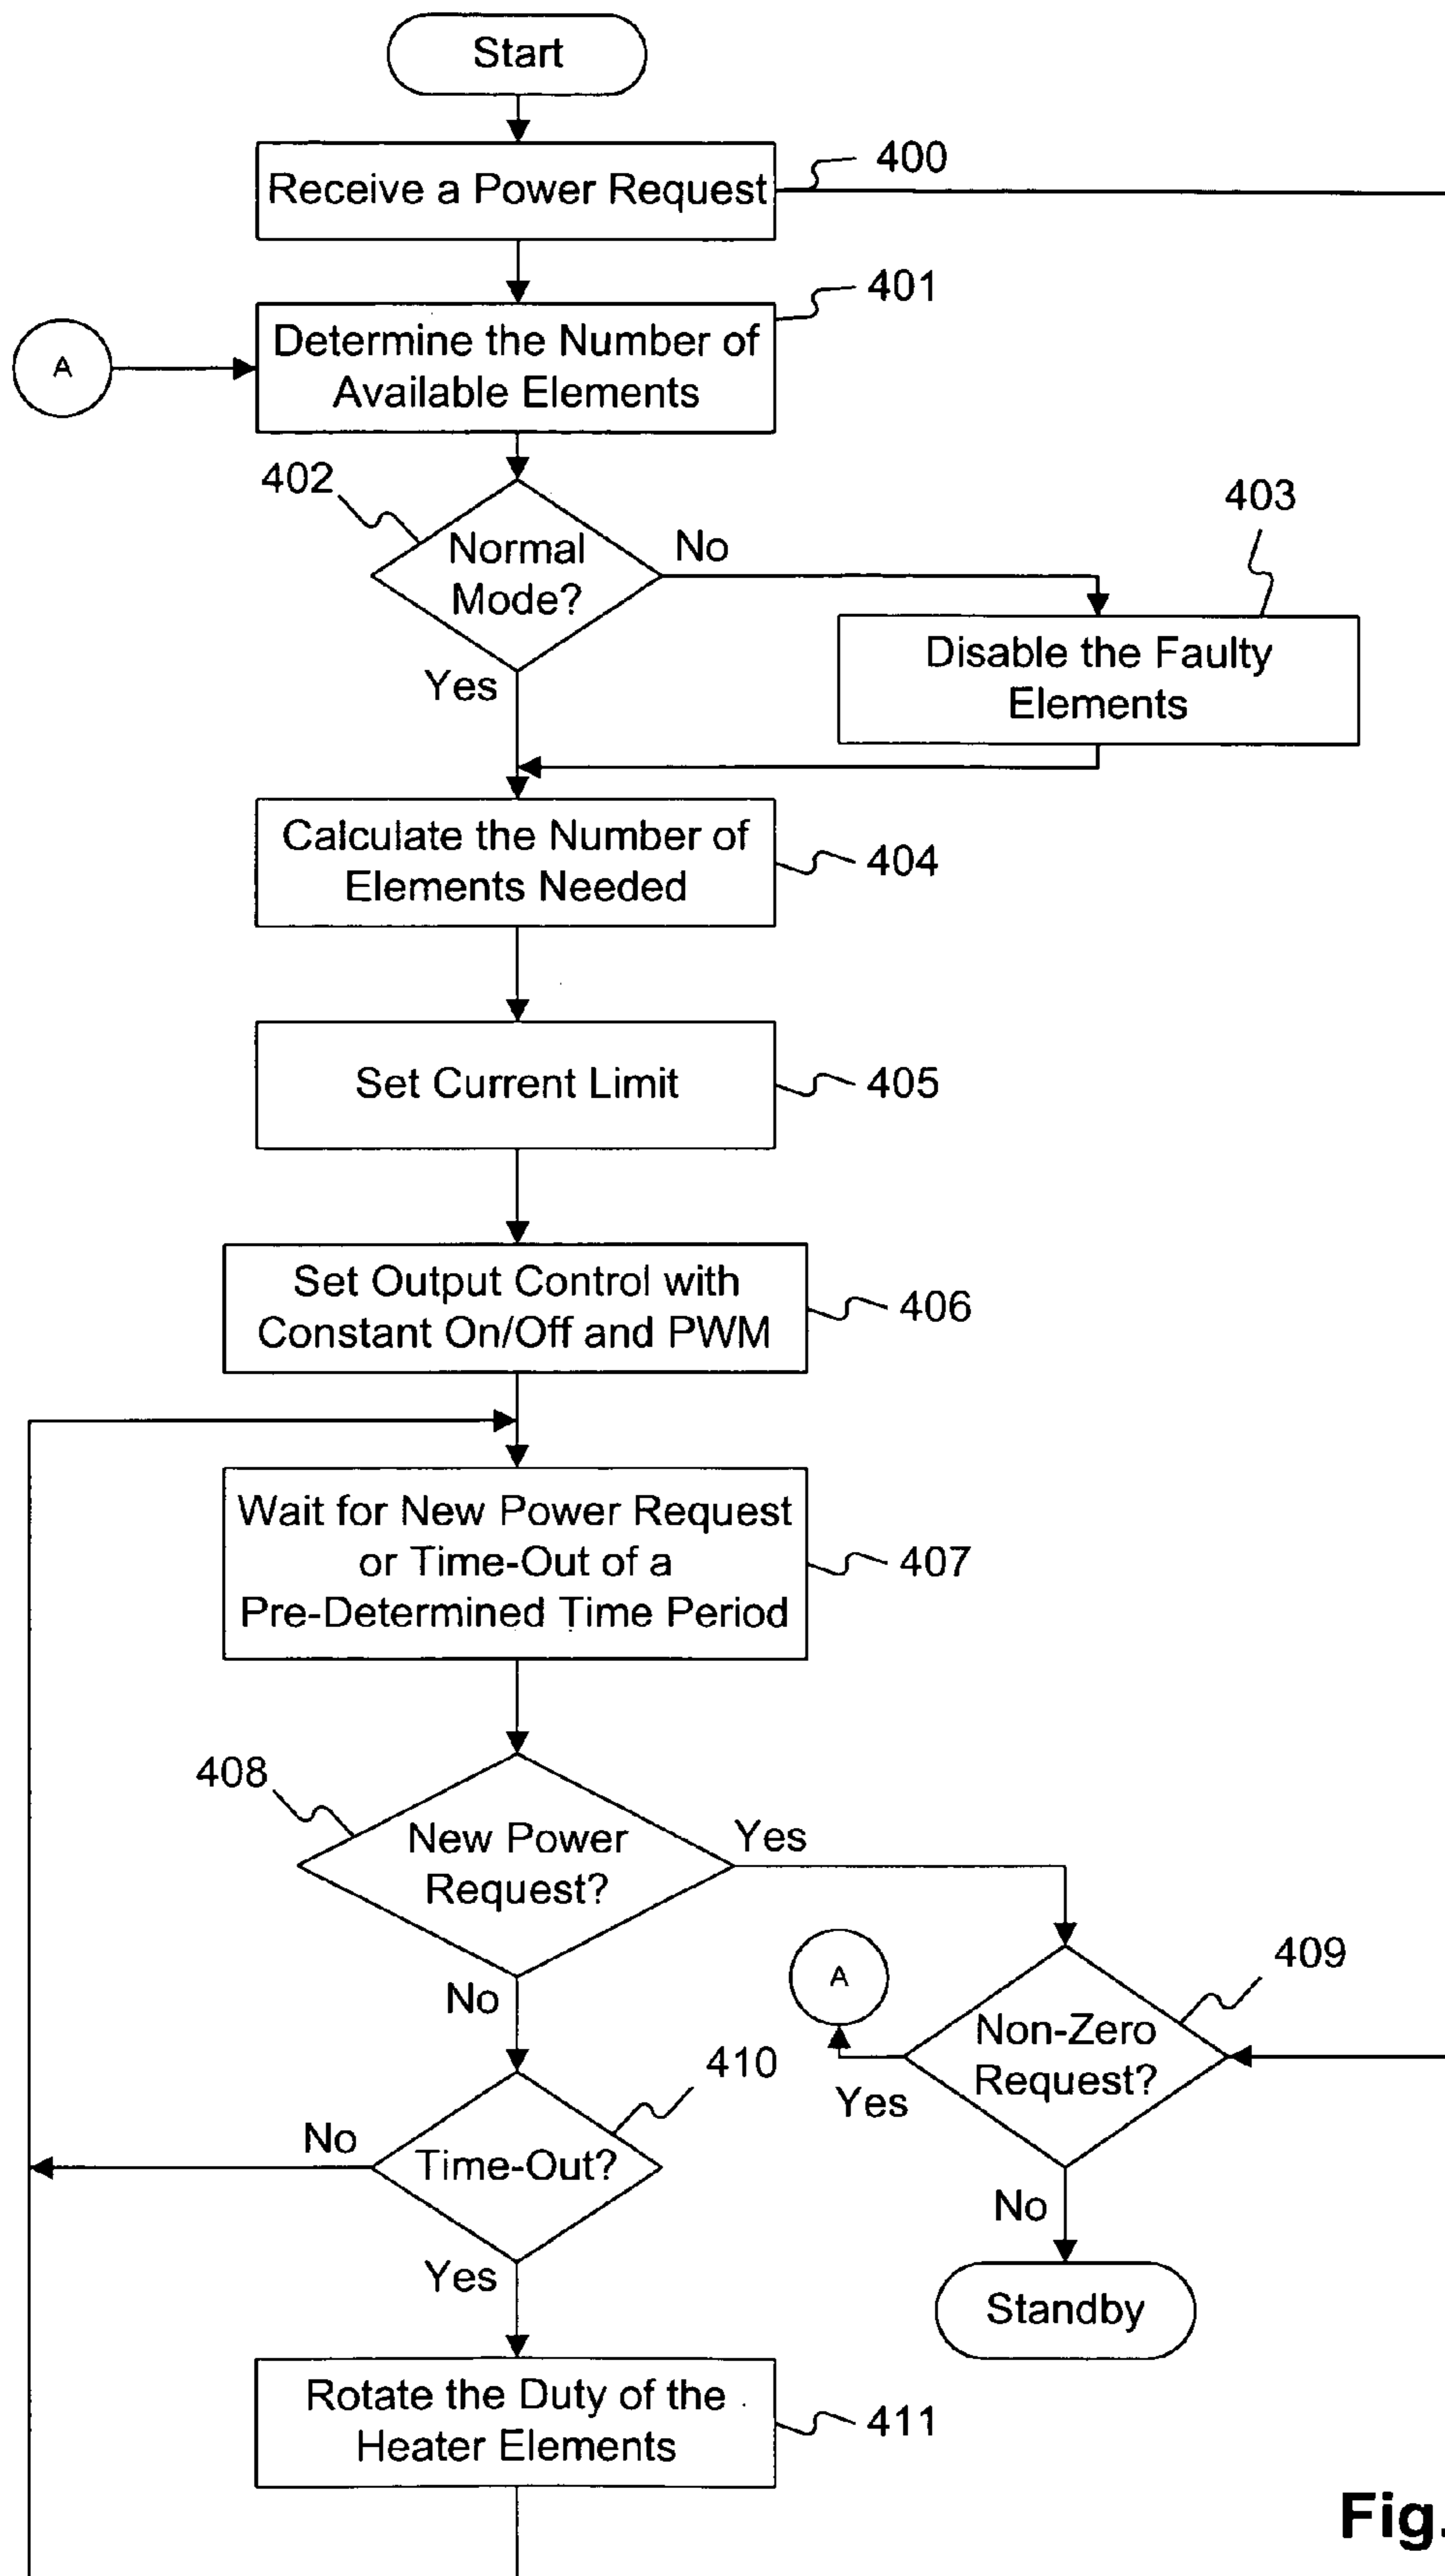 Start
Receive a Power Request
400
401
Determine the Number of
Available Elements
A
402
Normal
Mode?
No
Yes
403
Disable the Faulty
Elements
Calculate the Number of
Elements Needed
404
Set Current Limit
405
Set Output Control with
Constant On/Off and PWM
406
Wait for New Power Request
or Time-Out of a
Pre-Determined Time Period
407
408
New Power
Request?
Yes
No
A
409
Non-Zero
Request?
Yes
No
410
Time-Out?
No
Yes
Standby
Rotate the Duty of the
Heater Elements
411
Fig.